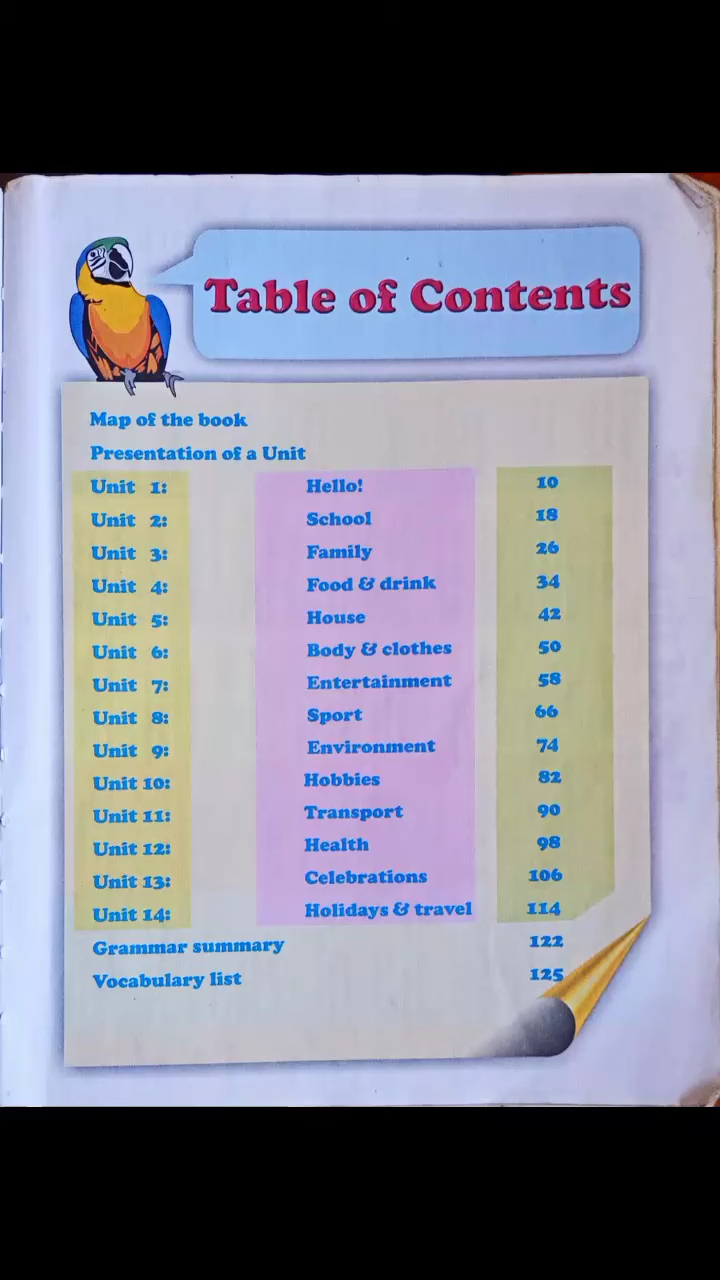 Table of Contents
Map of the book
Presentation of a Unit
Unit 1: Hello! 10
Unit 2: School 18
Unit 3: Family 26
Unit 4: Food & drink 34
Unit 5: House 42
Unit 6: Body & clothes 50
Unit 7: Entertainment 58
Unit 8: Sport 66
Unit 9: Environment 74
Unit 10: Hobbies 82
Unit 11: Transport 90
Unit 12: Health 98
Unit 13: Celebrations 106
Unit 14: Holidays & travel 114
Grammar summary 122
Vocabulary list 125